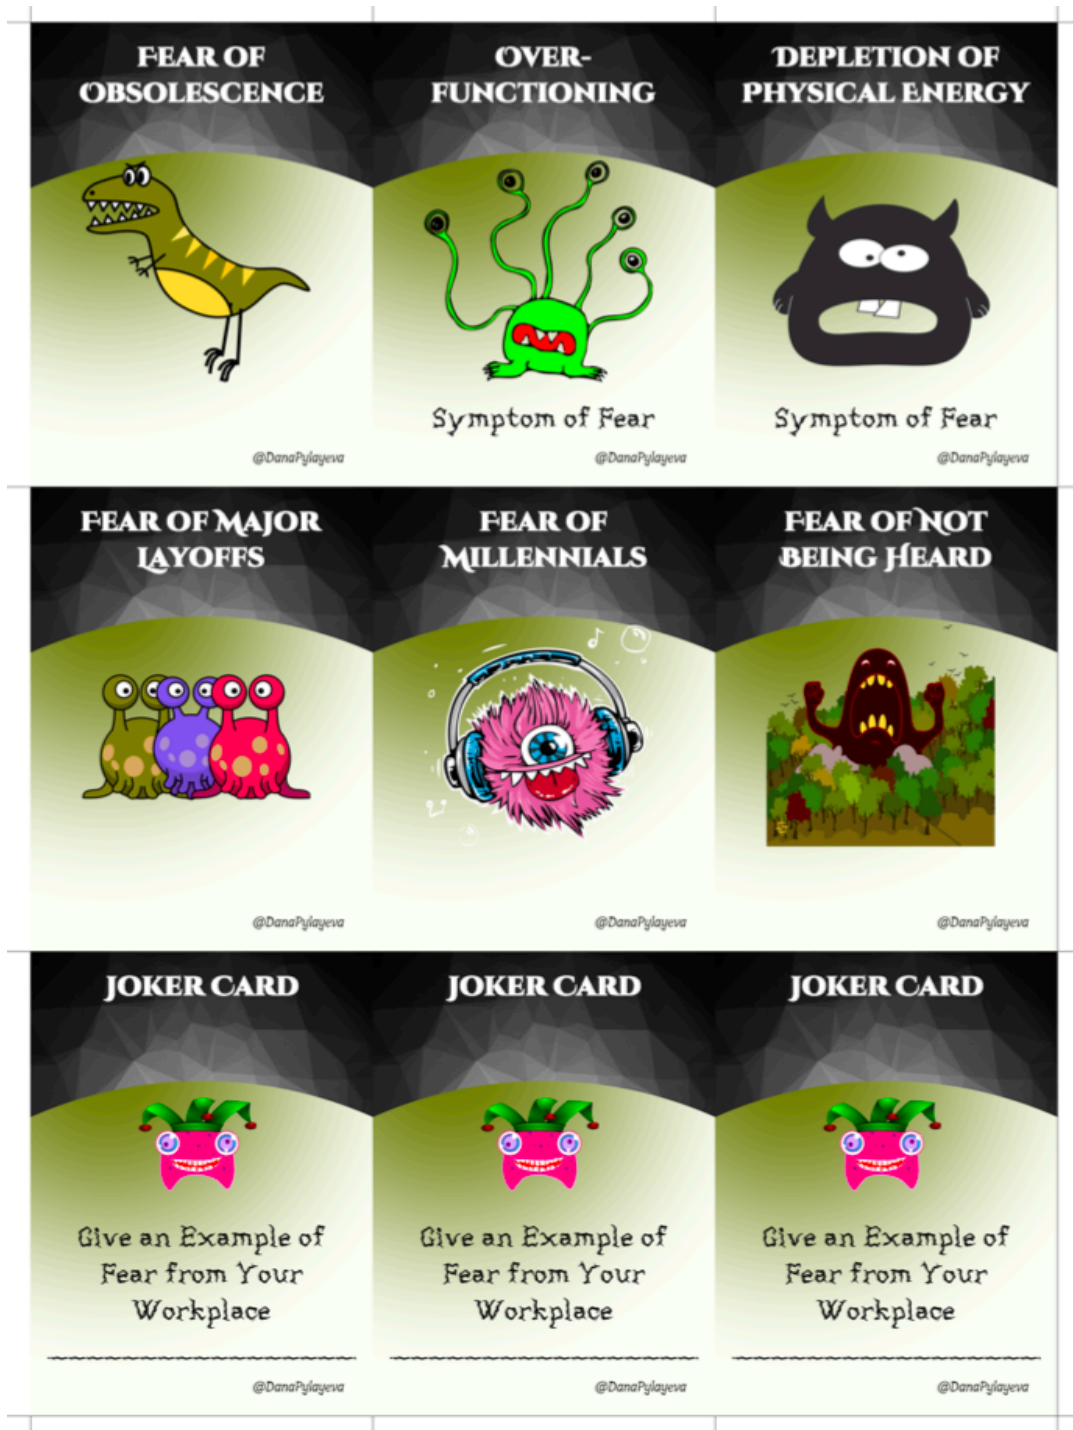 Fear of
Obsolescence
@DanaPylayeva
Over-
functioning
Symptom of Fear
@DanaPylayeva
Depletion of
Physical Energy
Symptom of Fear
@DanaPylayeva
Fear of Major
Layoffs
@DanaPylayeva
Fear of
Millennials
@DanaPylayeva
Fear of Not
Being Heard
@DanaPylayeva
Joker Card
Give an Example of
Fear from Your
Workplace
@DanaPylayeva
Joker Card
Give an Example of
Fear from Your
Workplace
@DanaPylayeva
Joker Card
Give an Example of
Fear from Your
Workplace
@DanaPylayeva